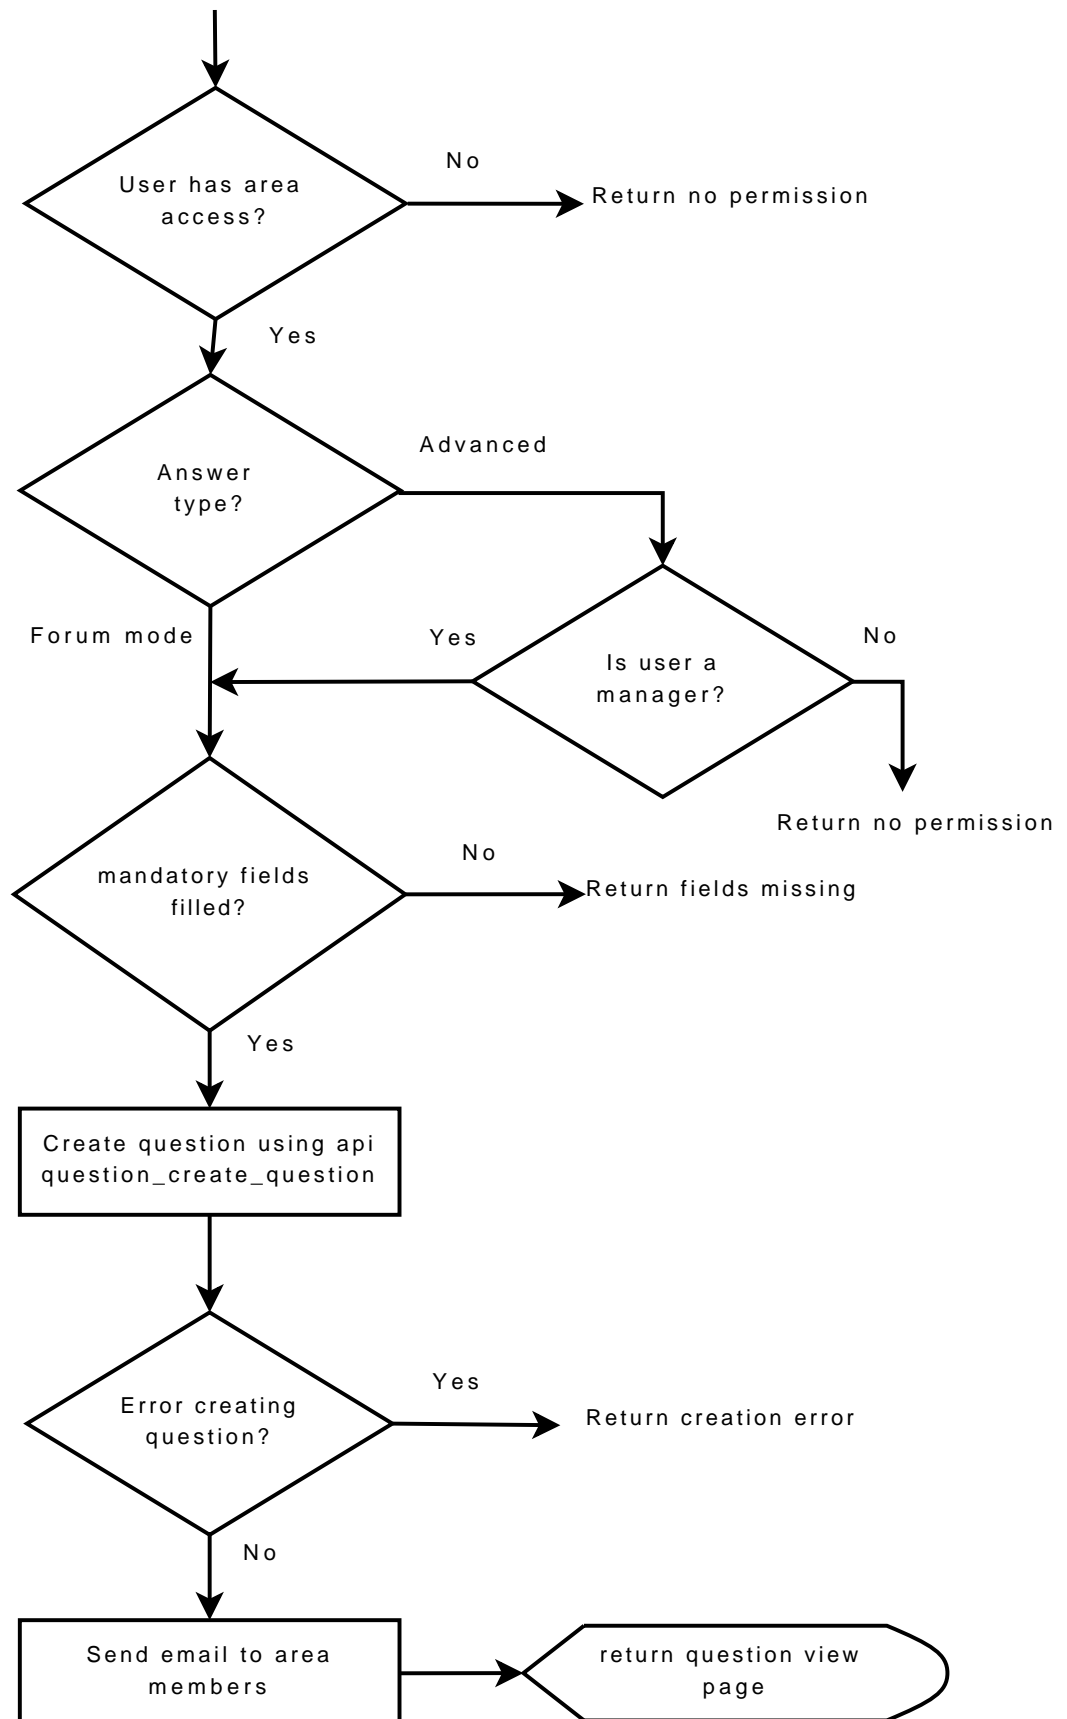 No
User has area
access?
Return no permission
Yes
Advanced
Answer
type?
Forum mode
Yes
No
Is user a
manager?
Return no permission
No
mandatory fields
filled?
Return fields missing
Yes
Create question using api
question_create_question
Yes
Error creating
question?
Return creation error
No
Send email to area
members
return question view
page